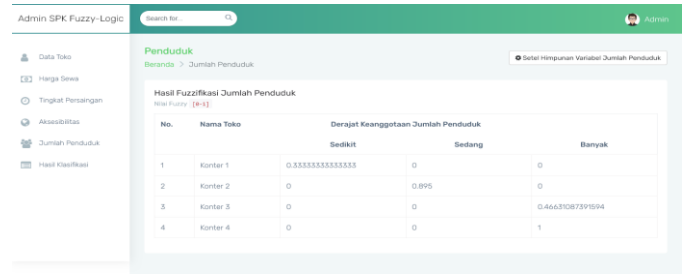 Admin SPK Fuzzy-Logic
Search for...
Admin
Data Toko
Harga Sewa
Tingkat Persaingan
Aksesibilitas
Jumlah Penduduk
Hasil Klasifikasi
Penduduk
Beranda > Jumlah Penduduk
Setel Himpunan Variabel Jumlah Penduduk
Hasil Fuzzifikasi Jumlah Penduduk
Nilai Fuzzy [0-1]
No. Nama Toko Derajat Keanggotaan Jumlah Penduduk
Sedikit Sedang Banyak
1 Konter 1 0.33333333333333 0 0
2 Konter 2 0 0.895 0
3 Konter 3 0 0 0.46631087391594
4 Konter 4 0 0 1